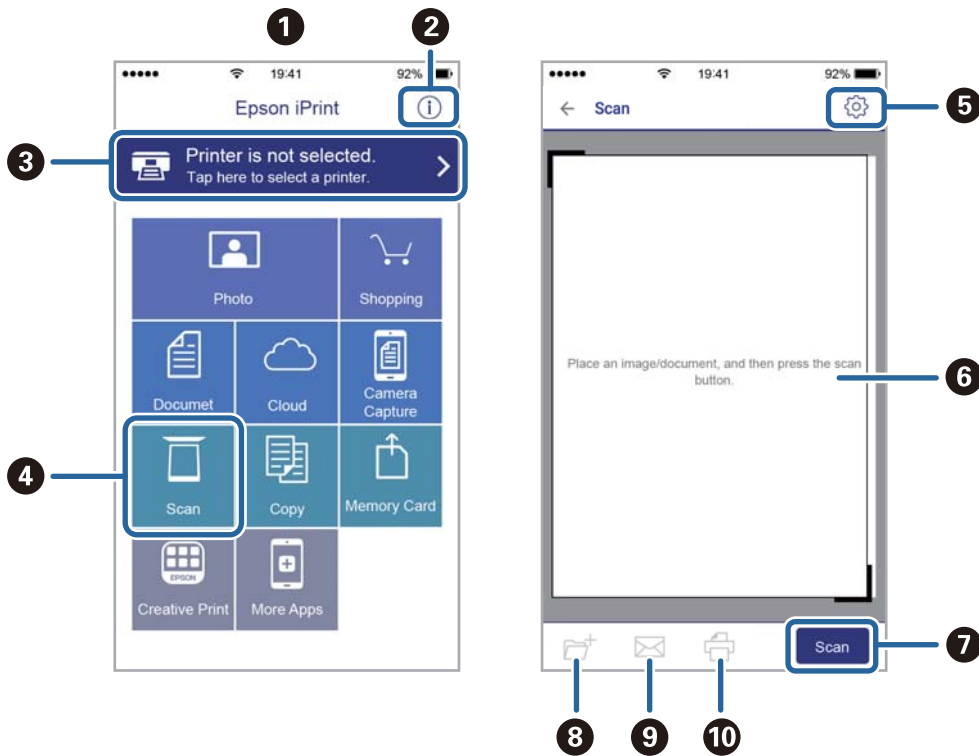 1
2
19:41
92%
Epson iPrint
3
Printer is not selected.
Tap here to select a printer.
Photo
Shopping
Documet
Cloud
Camera
Capture
4
Scan
Copy
Memory Card
EPSON
Creative Print
More Apps
19:41
92%
Scan
5
Place an image/document, and then press the scan
button.
6
Scan
7
8
9
10